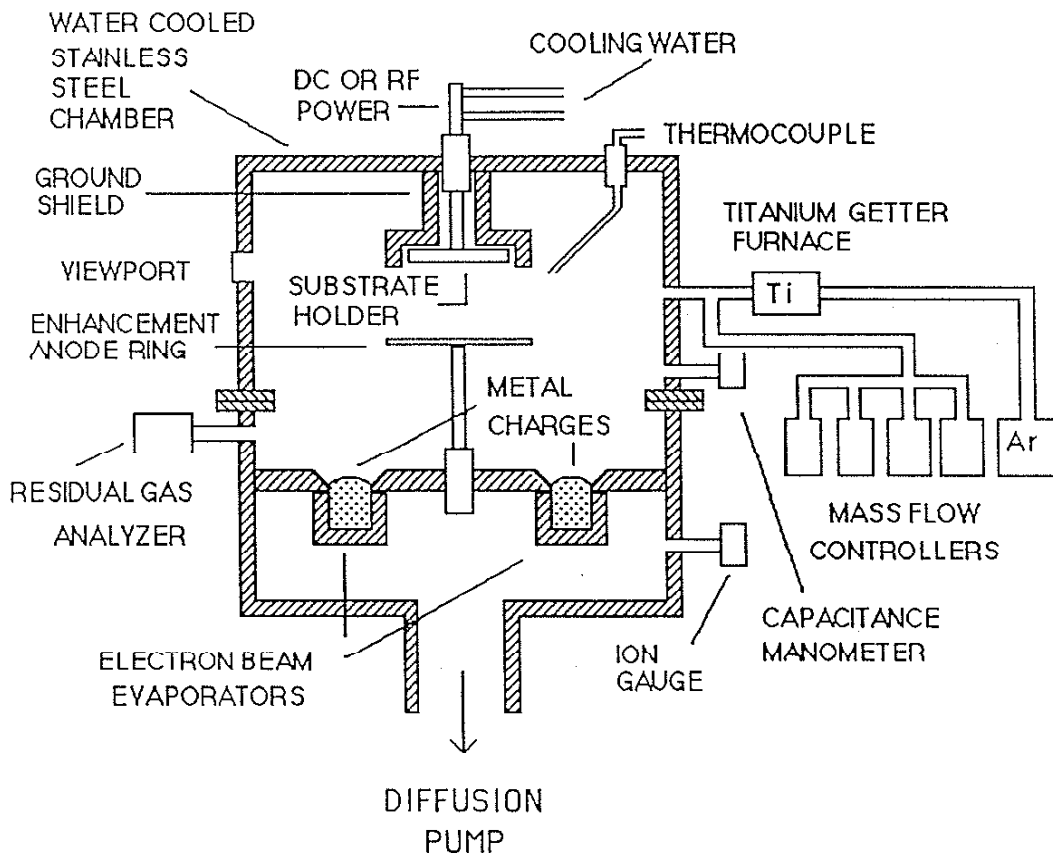 WATER COOLED
STAINLESS
STEEL
CHAMBER
DC OR RF
POWER
COOLING WATER
THERMOCOUPLE
GROUND
SHIELD
TITANIUM GETTER
FURNACE
VIEWPORT
SUBSTRATE
HOLDER
Ti
ENHANCEMENT
ANODE RING
METAL
CHARGES
Ar
RESIDUAL GAS
ANALYZER
MASS FLOW
CONTROLLERS
CAPACITANCE
MANOMETER
ION
GAUGE
ELECTRON BEAM
EVAPORATORS
DIFFUSION
PUMP